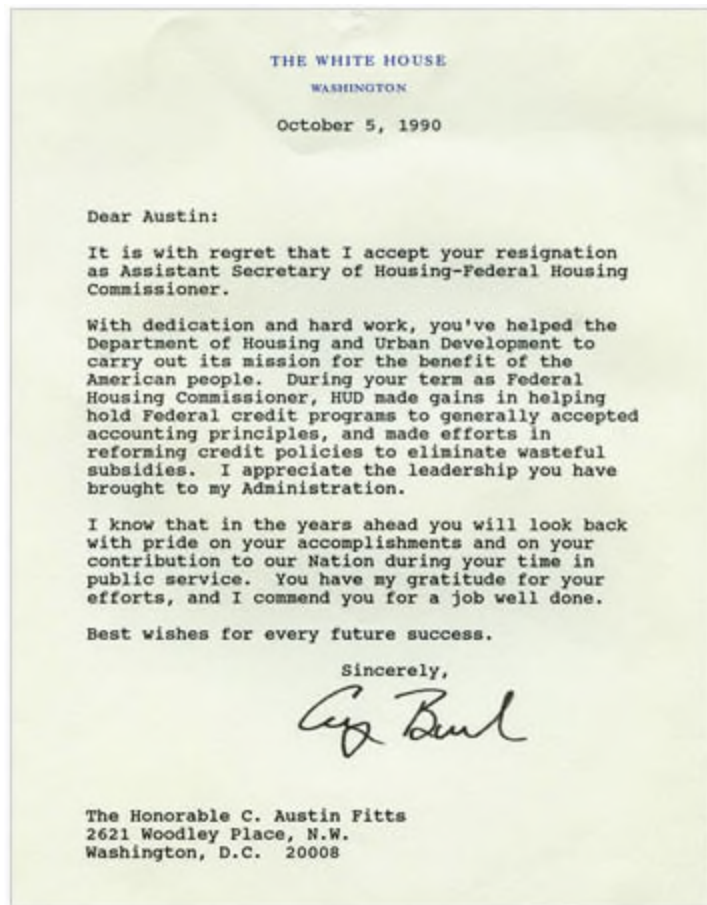 THE WHITE HOUSE
WASHINGTON
October 5, 1990
Dear Austin:
It is with regret that I accept your resignation
as Assistant Secretary of Housing-Federal Housing
Commissioner.
With dedication and hard work, you've helped the
Department of Housing and Urban Development to
carry out its mission for the benefit of the
American people.  During your term as Federal
Housing Commissioner, HUD made gains in helping
hold Federal credit programs to generally accepted
accounting principles, and made efforts in
reforming credit policies to eliminate wasteful
subsidies.  I appreciate the leadership you have
brought to my Administration.
I know that in the years ahead you will look back
with pride on your accomplishments and on your
contribution to our Nation during your time in
public service.  You have my gratitude for your
efforts, and I commend you for a job well done.
Best wishes for every future success.
Sincerely,
G Bush
The Honorable C. Austin Fitts
2621 Woodley Place, N.W.
Washington, D.C.  20008